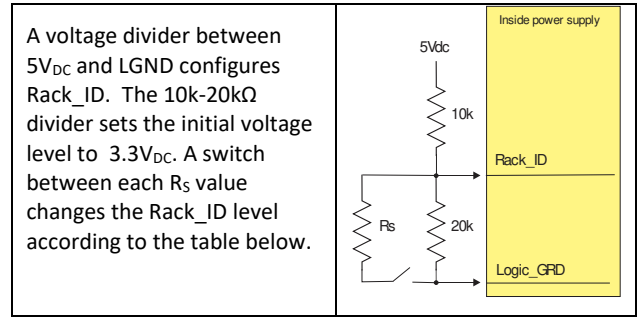 A voltage divider between
5VDC and LGND configures
Rack_ID. The 10k-20kΩ
divider sets the initial voltage
level to 3.3VDC. A switch
between each RS value
changes the Rack_ID level
according to the table below.
Inside power supply
5Vdc
10k
Rack_ID
Rs
20k
Logic_GRD